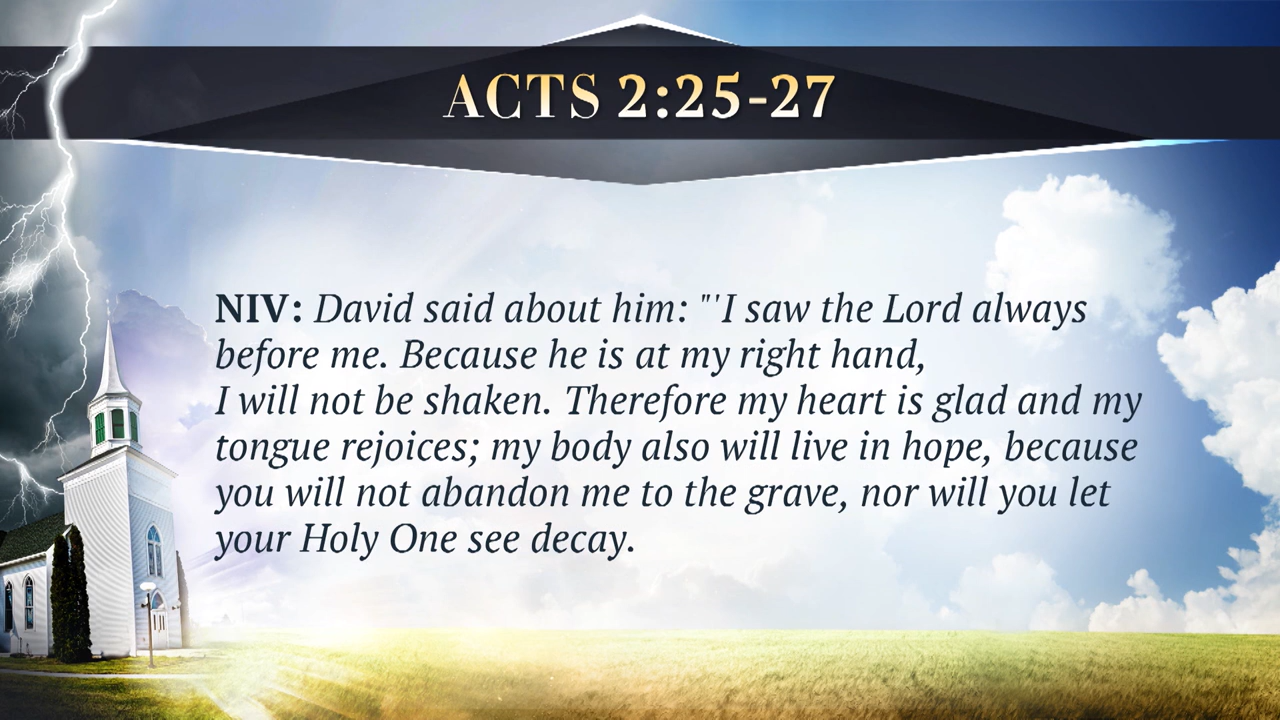 ACTS 2:25-27
NIV: David said about him: "'I saw the Lord always
before me. Because he is at my right hand,
I will not be shaken. Therefore my heart is glad and my
tongue rejoices; my body also will live in hope, because
you will not abandon me to the grave, nor will you let
your Holy One see decay.